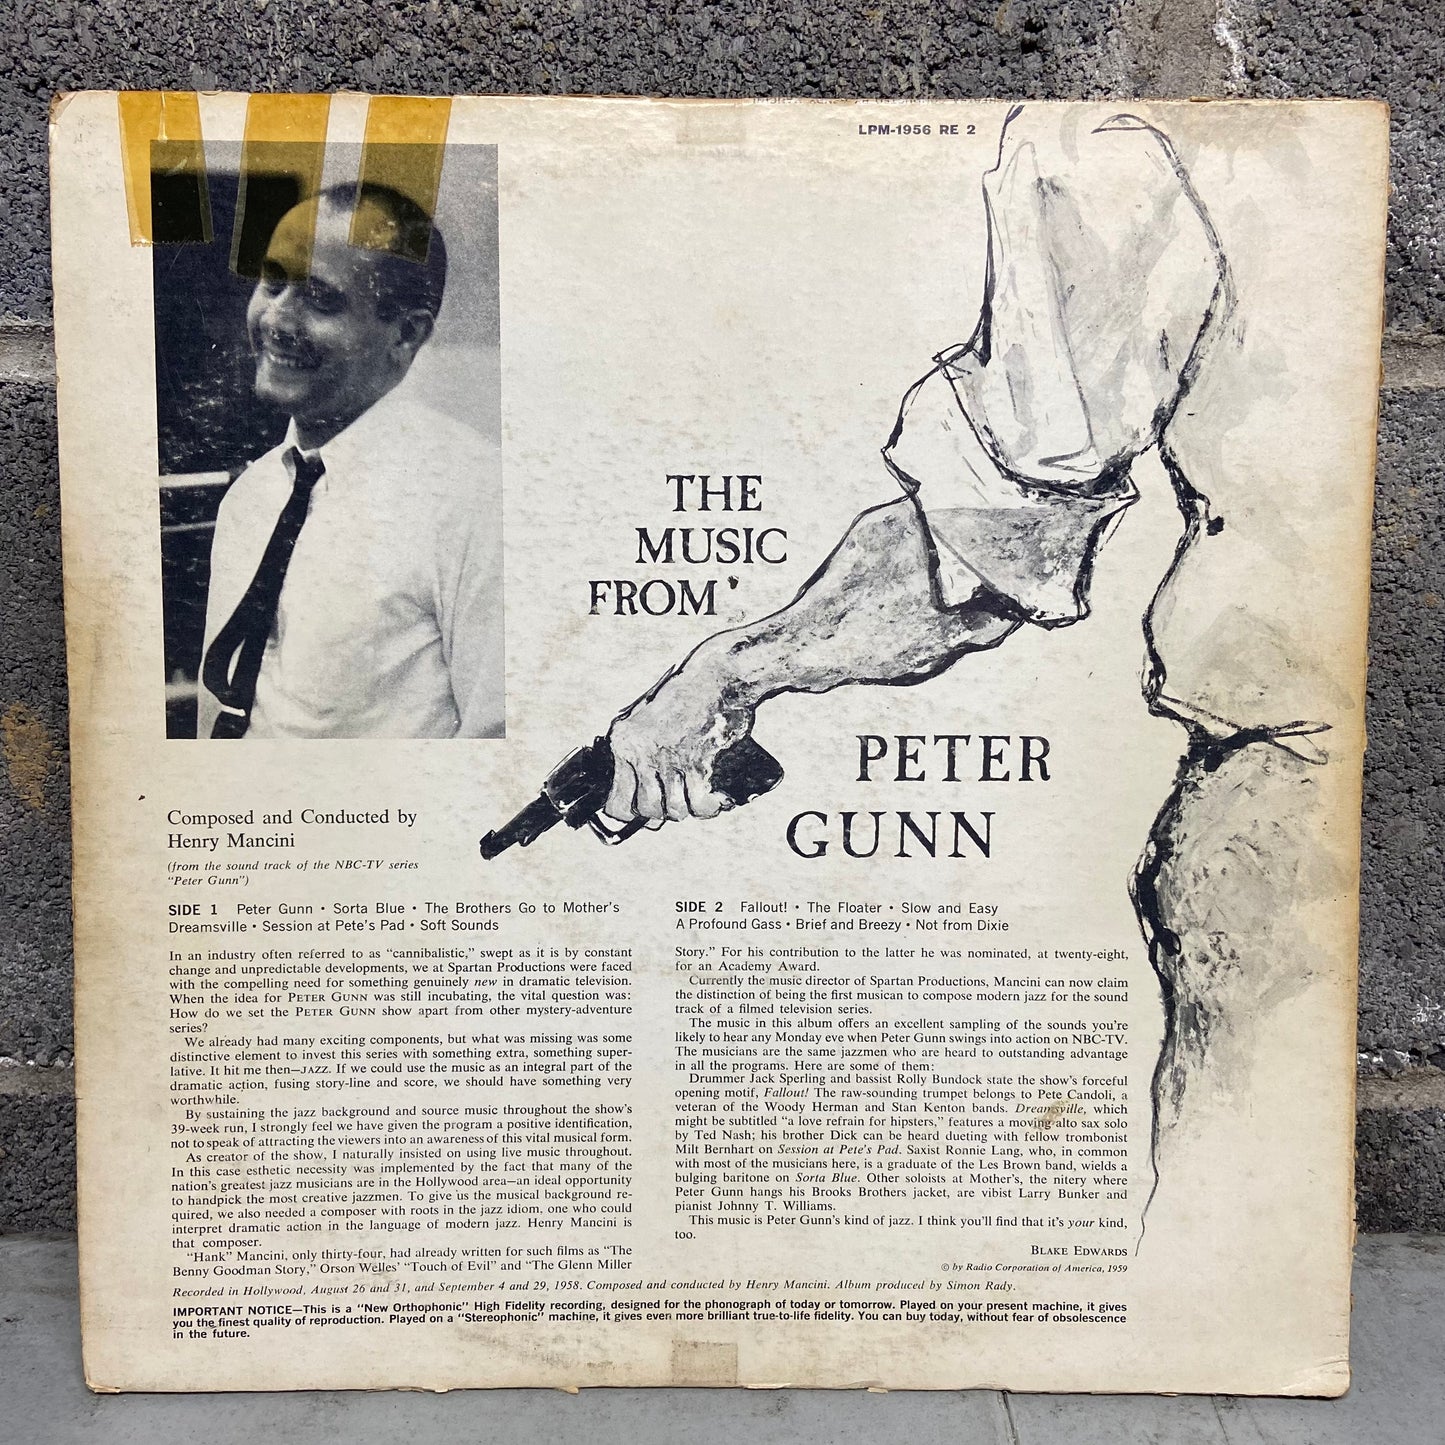 LPM-1956 RE 2
THE
MUSIC
FROM
PETER
GUNN
Composed and Conducted by
Henry Mancini
(from the sound track of the NBC-TV series
"Peter Gunn")
SIDE 1 Peter Gunn • Sorta Blue • The Brothers Go to Mother's
Dreamsville • Session at Pete's Pad • Soft Sounds
In an industry often referred to as "cannibalistic," swept as it is by constant
change and unpredictable developments, we at Spartan Productions were faced
with the compelling need for something genuinely new in dramatic television.
When the idea for PETER GUNN was still incubating, the vital question was:
How do we set the PETER GUNN show apart from other mystery-adventure
series?
We already had many exciting components, but what was missing was some
distinctive element to invest this series with something extra, something super-
lative. It hit me then—JAZZ. If we could use the music as an integral part of the
dramatic action, fusing story-line and score, we should have something very
worthwhile.
By sustaining the jazz background and source music throughout the show's
39-week run, I strongly feel we have given the program a positive identification,
not to speak of attracting the viewers into an awareness of this vital musical form.
As creator of the show, I naturally insisted on using live music throughout.
In this case esthetic necessity was implemented by the fact that many of the
nation's greatest jazz musicians are in the Hollywood area—an ideal opportunity
to handpick the most creative jazzmen. To give us the musical background re-
quired, we also needed a composer with roots in the jazz idiom, one who could
interpret dramatic action in the language of modern jazz. Henry Mancini is
that composer.
"Hank" Mancini, only thirty-four, had already written for such films as "The
Benny Goodman Story," Orson Welles' "Touch of Evil" and "The Glenn Miller
SIDE 2 Fallout! • The Floater • Slow and Easy
A Profound Gass • Brief and Breezy • Not from Dixie
Story." For his contribution to the latter he was nominated, at twenty-eight,
for an Academy Award.
Currently the music director of Spartan Productions, Mancini can now claim
the distinction of being the first musican to compose modern jazz for the sound
track of a filmed television series.
The music in this album offers an excellent sampling of the sounds you're
likely to hear any Monday eve when Peter Gunn swings into action on NBC-TV.
The musicians are the same jazzmen who are heard to outstanding advantage
in all the programs. Here are some of them:
Drummer Jack Sperling and bassist Rolly Bundock state the show's forceful
opening motif, Fallout! The raw-sounding trumpet belongs to Pete Candoli, a
veteran of the Woody Herman and Stan Kenton bands. Dreamsville, which
might be subtitled "a love refrain for hipsters," features a moving alto sax solo
by Ted Nash; his brother Dick can be heard dueting with fellow trombonist
Milt Bernhart on Session at Pete's Pad. Saxist Ronnie Lang, who, in common
with most of the musicians here, is a graduate of the Les Brown band, wields a
bulging baritone on Sorta Blue. Other soloists at Mother's, the nitery where
Peter Gunn hangs his Brooks Brothers jacket, are vibist Larry Bunker and
pianist Johnny T. Williams.
This music is Peter Gunn's kind of jazz. I think you'll find that it's your kind,
too.
BLAKE EDWARDS
© by Radio Corporation of America, 1959
Recorded in Hollywood, August 26 and 31, and September 4 and 29, 1958. Composed and conducted by Henry Mancini. Album produced by Simon Rady.
IMPORTANT NOTICE—This is a "New Orthophonic" High Fidelity recording, designed for the phonograph of today or tomorrow. Played on your present machine, it gives
you the finest quality of reproduction. Played on a "Stereophonic" machine, it gives even more brilliant true-to-life fidelity. You can buy today, without fear of obsolescence
in the future.